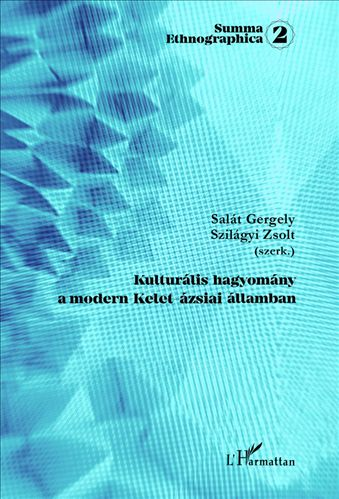 Summa
Ethnographica 2
Salát Gergely
Szilágyi Zsolt
(szerk.)
Kulturális hagyomány
a modern Kelet ázsiai államban
L'Harmattan